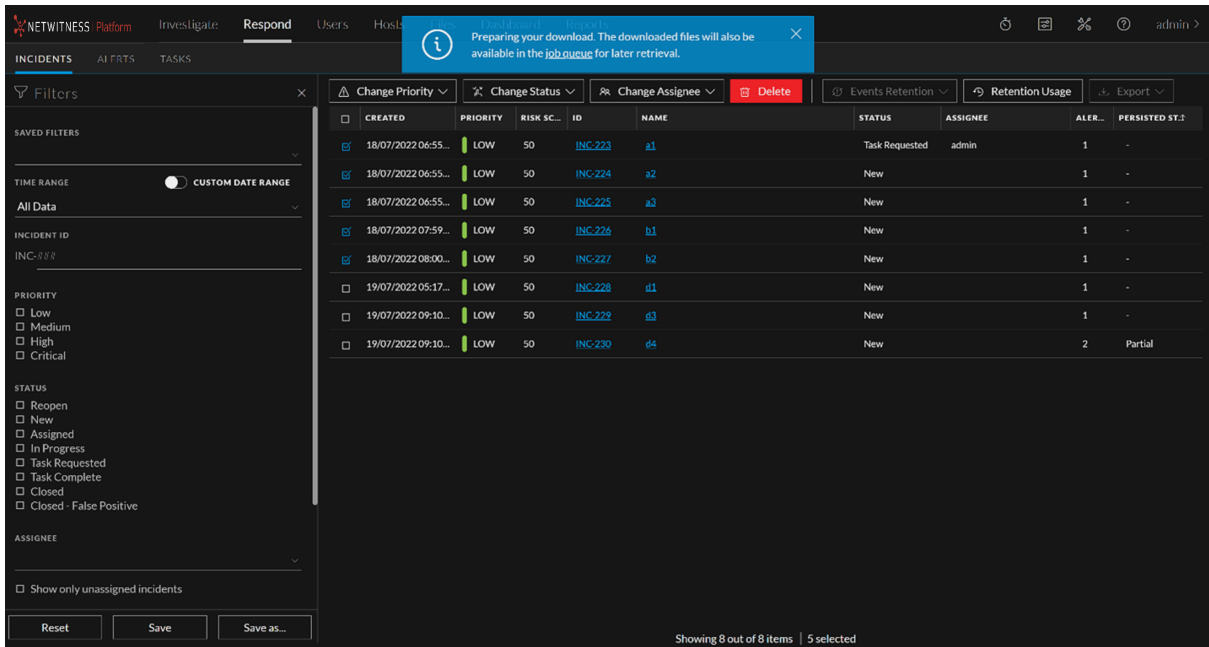 NETWITNESS Platform Investigate Respond Users Hosts Files Dashboard Reports admin
Preparing your download. The downloaded files will also be
available in the job queue for later retrieval.
INCIDENTS ALERTS TASKS
Filters
SAVED FILTERS
TIME RANGE CUSTOM DATE RANGE
All Data
INCIDENT ID
INC-###
PRIORITY
Low
Medium
High
Critical
STATUS
Reopen
New
Assigned
In Progress
Task Requested
Task Complete
Closed
Closed - False Positive
ASSIGNEE
Show only unassigned incidents
Reset Save Save as...
Change Priority Change Status Change Assignee Delete Events Retention Retention Usage Export
CREATED PRIORITY RISK SC... ID NAME STATUS ASSIGNEE ALER... PERSISTED ST.
18/07/2022 06:55... LOW 50 INC-223 a1 Task Requested admin 1 -
18/07/2022 06:55... LOW 50 INC-224 a2 New 1 -
18/07/2022 06:55... LOW 50 INC-225 a3 New 1 -
18/07/2022 07:59... LOW 50 INC-226 b1 New 1 -
18/07/2022 08:00... LOW 50 INC-227 b2 New 1 -
19/07/2022 05:17... LOW 50 INC-228 d1 New 1 -
19/07/2022 09:10... LOW 50 INC-229 d3 New 1 -
19/07/2022 09:10... LOW 50 INC-230 d4 New 2 Partial
Showing 8 out of 8 items | 5 selected